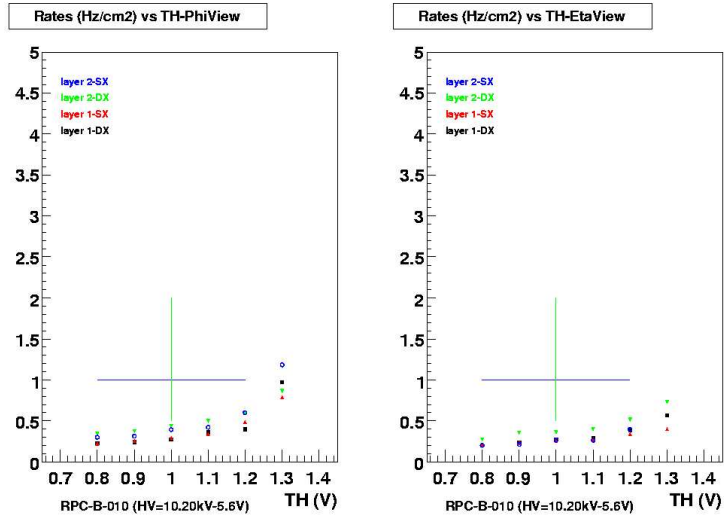 Rates (Hz/cm2) vs TH-PhiView
5
4.5
4
3.5
3
2.5
2
1.5
1
0.5
0
layer 2-SX
layer 2-DX
layer 1-SX
layer 1-DX
0.7 0.8 0.9 1 1.1 1.2 1.3 1.4
TH (V)
RPC-B-010 (HV=10.20kV-5.6V)
Rates (Hz/cm2) vs TH-EtaView
5
4.5
4
3.5
3
2.5
2
1.5
1
0.5
0
layer 2-SX
layer 2-DX
layer 1-SX
layer 1-DX
0.7 0.8 0.9 1 1.1 1.2 1.3 1.4
TH (V)
RPC-B-010 (HV=10.20kV-5.6V)